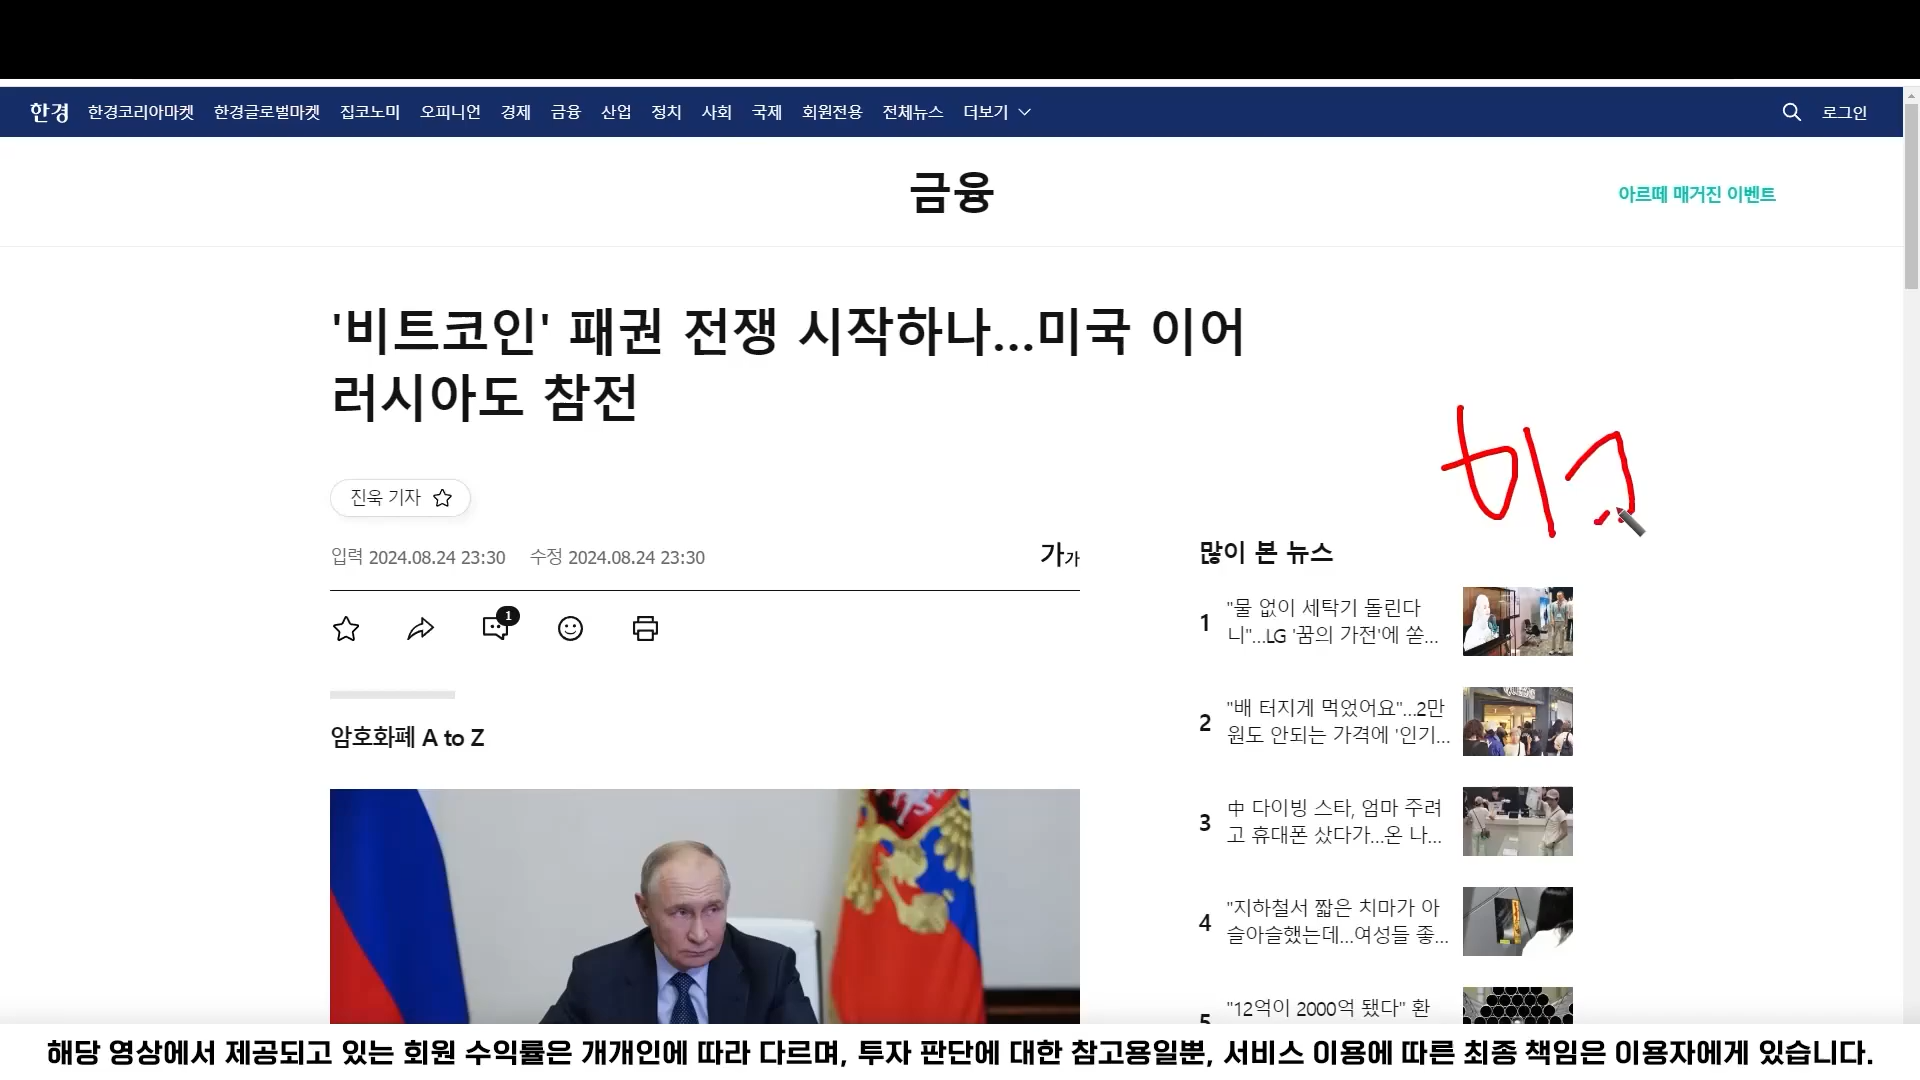 한경 한경코리아마켓 한경글로벌마켓 집코노미 오피니언 경제 금융 산업 정치 사회 국제 회원전용 전체뉴스 더보기 로그인
금융
아르떼 매거진 이벤트
'비트코인' 패권 전쟁 시작하나...미국 이어
러시아도 참전
진욱 기자
입력 2024.08.24 23:30 수정 2024.08.24 23:30
가가
1
암호화폐 A to Z
많이 본 뉴스
1 "물 없이 세탁기 돌린다
니"...LG '꿈의 가전'에 쏟...
2 "배 터지게 먹었어요"...2만
원도 안되는 가격에 '인기...
3 中 다이빙 스타, 엄마 주려
고 휴대폰 샀다가...온 나...
4 "지하철서 짧은 치마가 아
슬아슬했는데...여성들 좋...
5 "12억이 2000억 됐다" 환
해당 영상에서 제공되고 있는 회원 수익률은 개개인에 따라 다르며, 투자 판단에 대한 참고용일뿐, 서비스 이용에 따른 최종 책임은 이용자에게 있습니다.